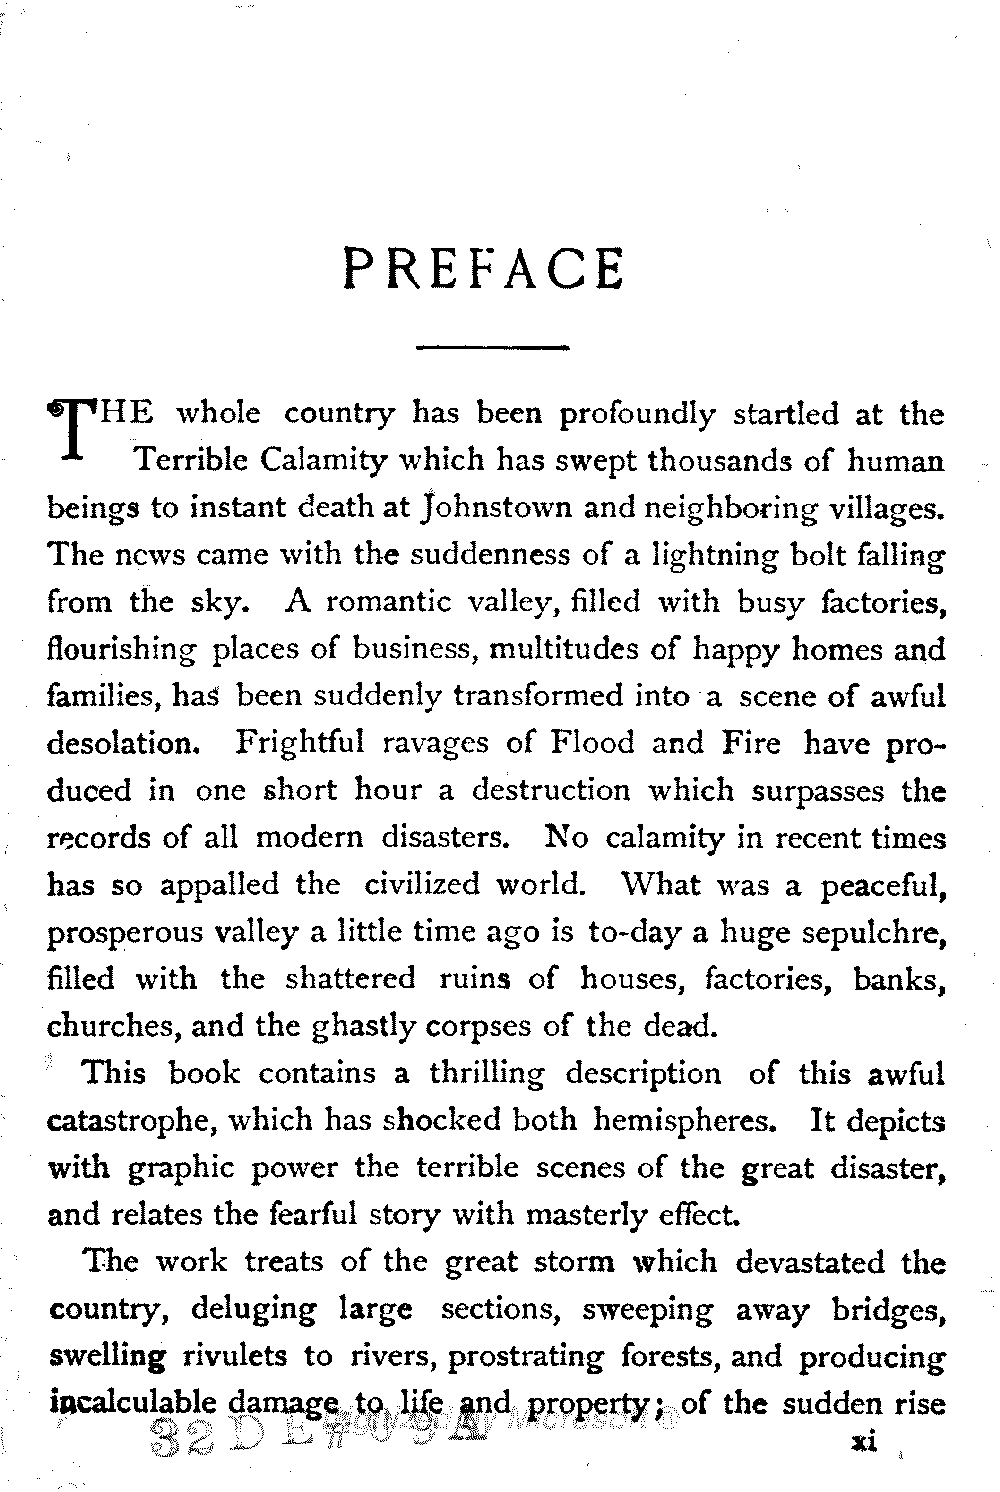 PREFACE
THE whole country has been profoundly startled at the
Terrible Calamity which has swept thousands of human
beings to instant death at Johnstown and neighboring villages.
The news came with the suddenness of a lightning bolt falling
from the sky. A romantic valley, filled with busy factories,
flourishing places of business, multitudes of happy homes and
families, has been suddenly transformed into a scene of awful
desolation. Frightful ravages of Flood and Fire have pro-
duced in one short hour a destruction which surpasses the
records of all modern disasters. No calamity in recent times
has so appalled the civilized world. What was a peaceful,
prosperous valley a little time ago is to-day a huge sepulchre,
filled with the shattered ruins of houses, factories, banks,
churches, and the ghastly corpses of the dead.
This book contains a thrilling description of this awful
catastrophe, which has shocked both hemispheres. It depicts
with graphic power the terrible scenes of the great disaster,
and relates the fearful story with masterly effect.
The work treats of the great storm which devastated the
country, deluging large sections, sweeping away bridges,
swelling rivulets to rivers, prostrating forests, and producing
incalculable damage to life and property; of the sudden rise
xi